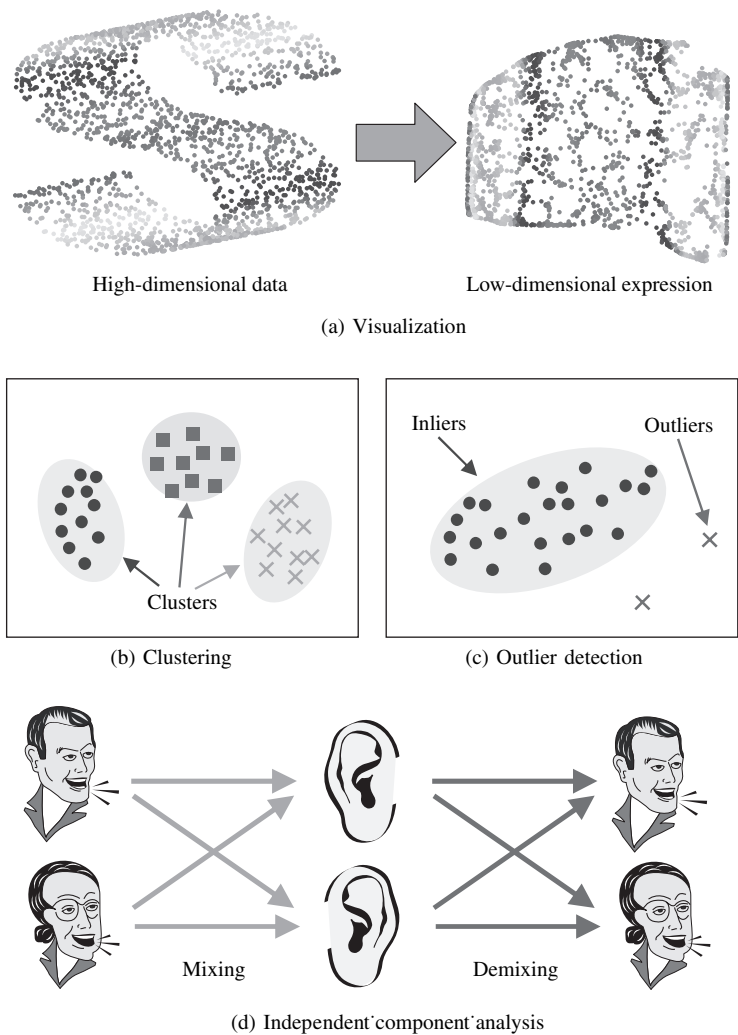 High-dimensional data
Low-dimensional expression
(a) Visualization
Inliers
Outliers
Clusters
(b) Clustering
(c) Outlier detection
Mixing
Demixing
(d) Independent component analysis